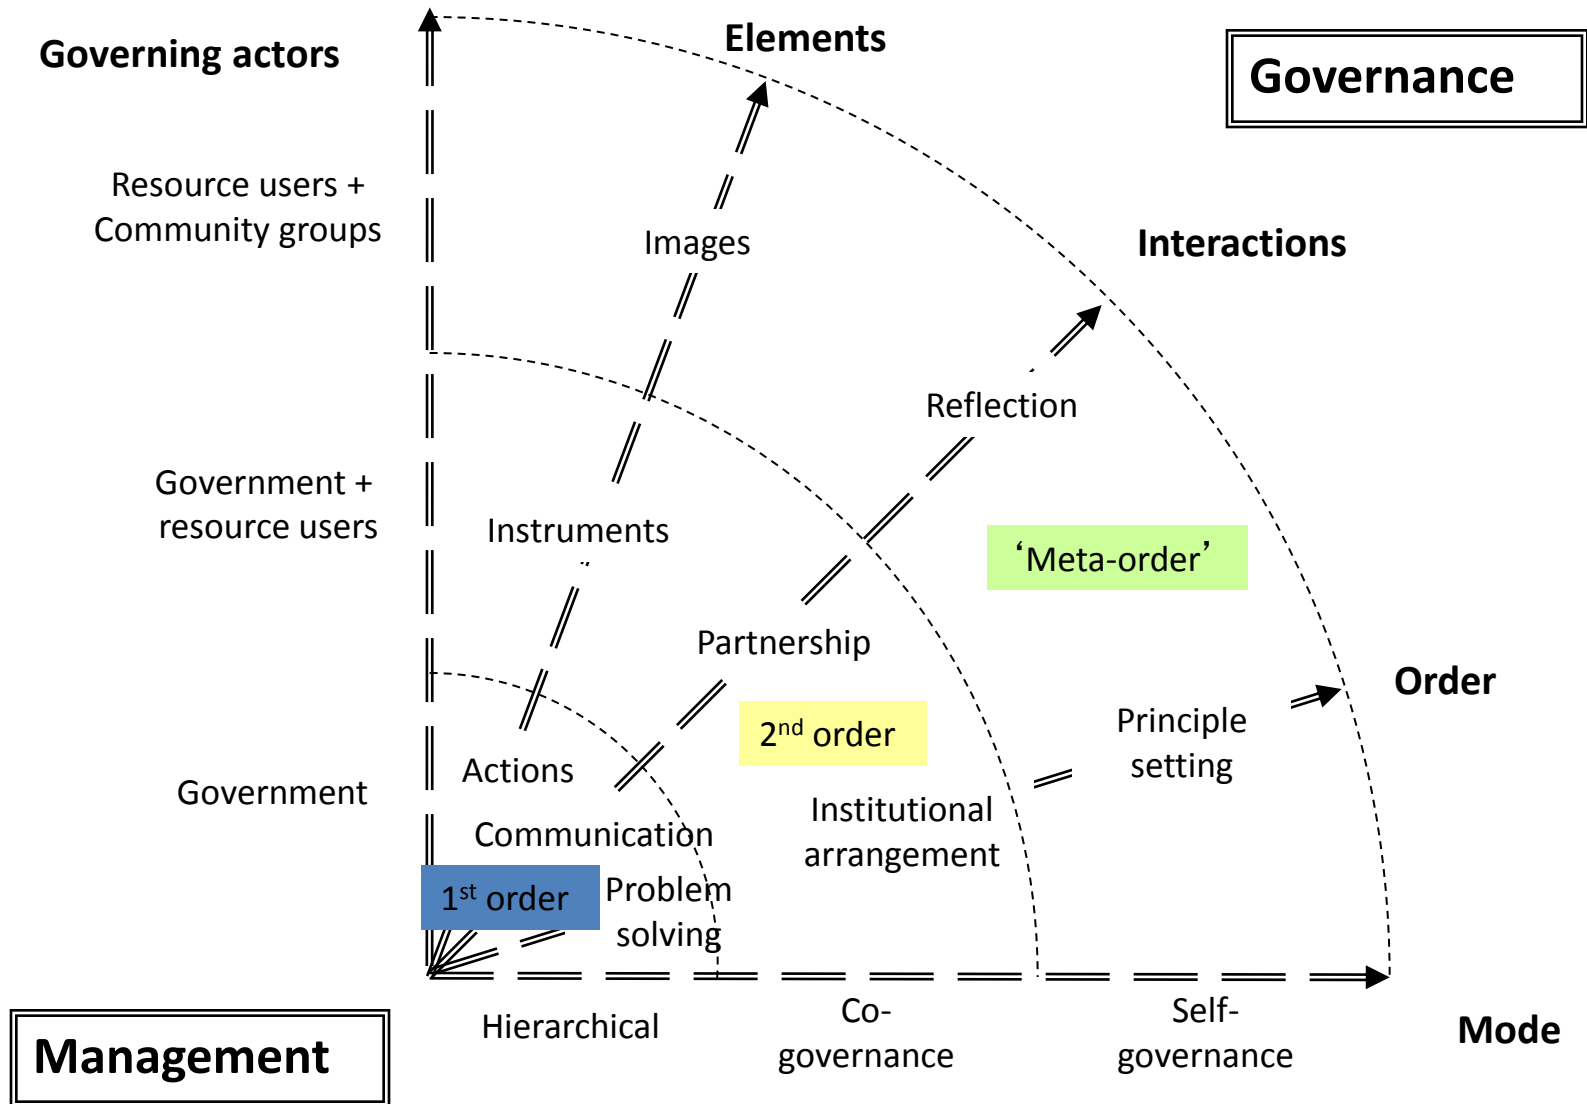 Governing actors
Elements
Governance
Resource users +
Community groups
Images
Interactions
Reflection
Government +
resource users
Instruments
‘Meta-order’
Partnership
Order
2nd order
Principle
setting
Government
Actions
Institutional
arrangement
Communication
1st order
Problem
solving
Hierarchical
Co-
governance
Self-
governance
Mode
Management